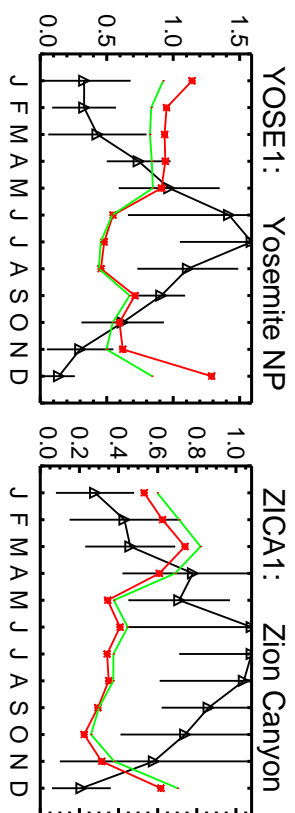 YOSE1: Yosemite NP
0.0 0.5 1.0 1.5
J F M A M J J A S O N D
ZICA1: Zion Canyon
0.0 0.2 0.4 0.6 0.8 1.0
J F M A M J J A S O N D